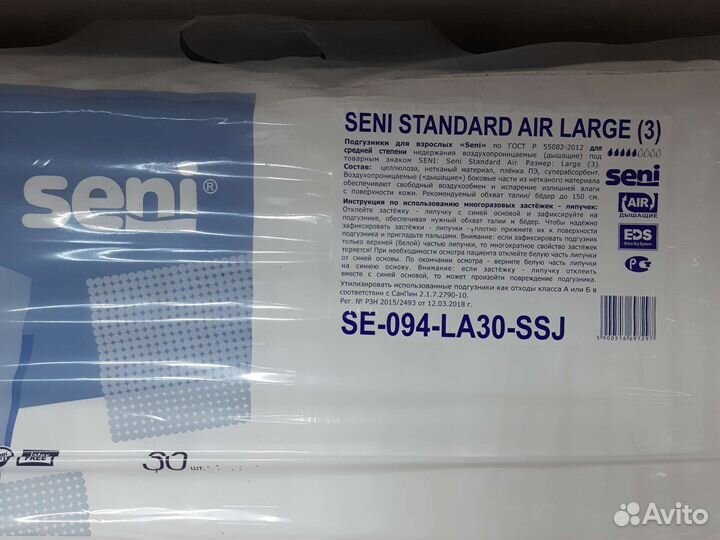 seni®
SENI STANDARD AIR LARGE (3)
Подгузники для взрослых «Seni» по ГОСТ Р 55082-2012 для
средней степени недержания воздухопроницаемые (дышащие) под
товарным знаком SENI: Seni Standard Air. Размер: Large (3).
Состав: целлюлоза, нетканый материал, плёнка ПЭ, суперабсорбент.
Воздухопроницаемые («дышащие») боковые части из нетканого материала
обеспечивают свободный воздухообмен и испарение излишней влаги
с поверхности кожи. Рекомендуемый обхват талии/ бёдер до 150 см.
Инструкция по использованию многоразовых застёжек - липучек:
Отклейте застёжку - липучку с синей основой и зафиксируйте на
подгузнике, обеспечивая нужный обхват талии и бёдер. Чтобы надёжно
зафиксировать застёжки - липучки - плотно прижмите их к поверхности
подгузника и пригладьте пальцами. Внимание: если зафиксировать подгузник
только верхней (белой) частью липучки, то многократное свойство застёжек
теряется! При необходимости осмотра пациента отклейте белую часть липучки
от синей основы. По окончании осмотра - верните белую часть липучки
на синюю основу. Внимание: если застёжку - липучку отклеить
вместе с синей основой, то может произойти повреждение подгузника.
Утилизировать использованные подгузники как отходы класса А или Б в
соответствии с СанПин 2.1.7.2790-10.
Рег. № РЗН 2015/2493 от 12.03.2018 г.
seni
(AIR)
ДЫШАЩИЕ
EDS
Extra Dry System
SE-094-LA30-SSJ
5900516697297
Latex FREE
30 шт.
Avito